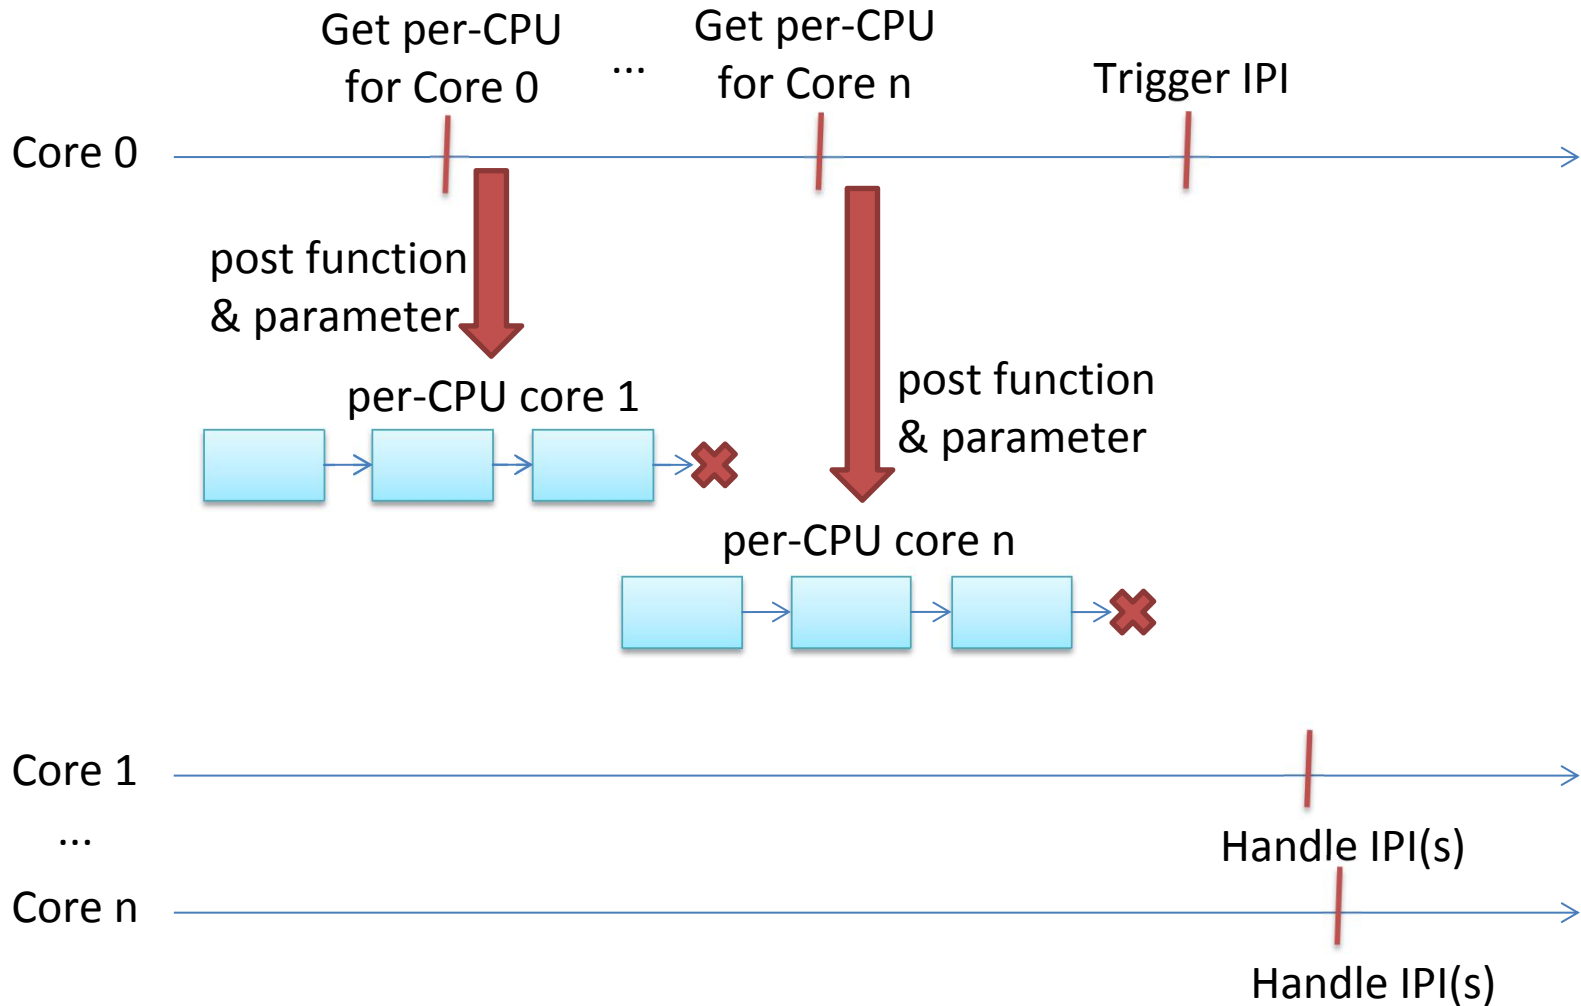 Get per-CPU
for Core 0
...
Get per-CPU
for Core n
Trigger IPI
Core 0
post function
& parameter
per-CPU core 1
post function
& parameter
per-CPU core n
Core 1
Handle IPI(s)
...
Core n
Handle IPI(s)